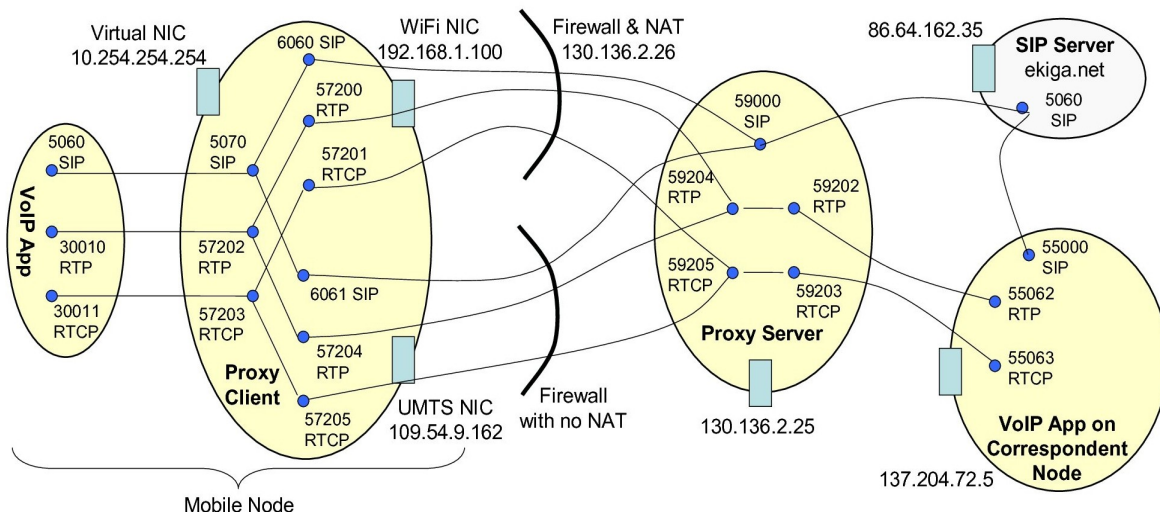 Virtual NIC
10.254.254.254
WiFi NIC
192.168.1.100
Firewall & NAT
130.136.2.26
86.64.162.35
SIP Server
ekiga.net
5060
SIP
6060 SIP
57200
RTP
57201
RTCP
5060
SIP
5070
SIP
VoIP App
30010
RTP
30011
RTCP
57202
RTP
57203
RTCP
6061 SIP
57204
RTP
57205
RTCP
Proxy
Client
UMTS NIC
109.54.9.162
Firewall
with no NAT
59000
SIP
59204
RTP
59202
RTP
59205
RTCP
59203
RTCP
Proxy Server
130.136.2.25
55000
SIP
55062
RTP
55063
RTCP
VoIP App on
Correspondent
Node
137.204.72.5
Mobile Node